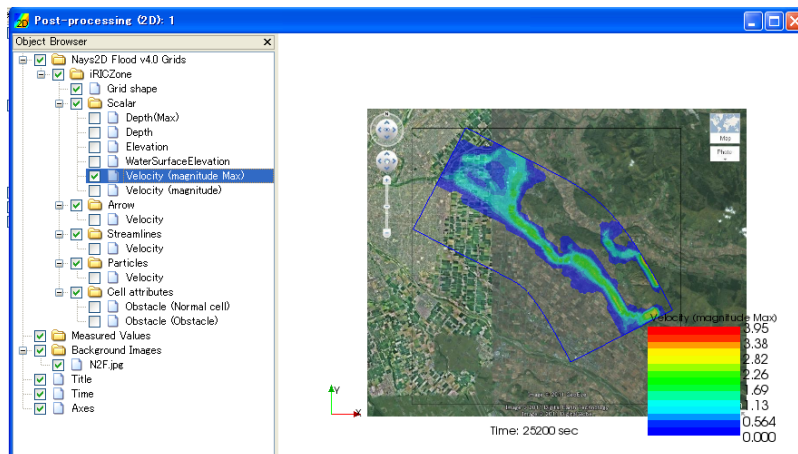 Post-processing (2D): 1
Object Browser
Nays2D Flood v4.0 Grids
iRICZone
Grid shape
Scalar
Depth(Max)
Depth
Elevation
WaterSurfaceElevation
Velocity (magnitude Max)
Velocity (magnitude)
Arrow
Velocity
Streamlines
Velocity
Particles
Velocity
Cell attributes
Obstacle (Normal cell)
Obstacle (Obstacle)
Measured Values
Background Images
N2F.jpg
Title
Time
Axes
Map
Photo
Velocity (magnitude Max)
3.95
3.38
2.82
2.26
1.69
1.13
0.564
0.000
Y
X
Time: 25200 sec